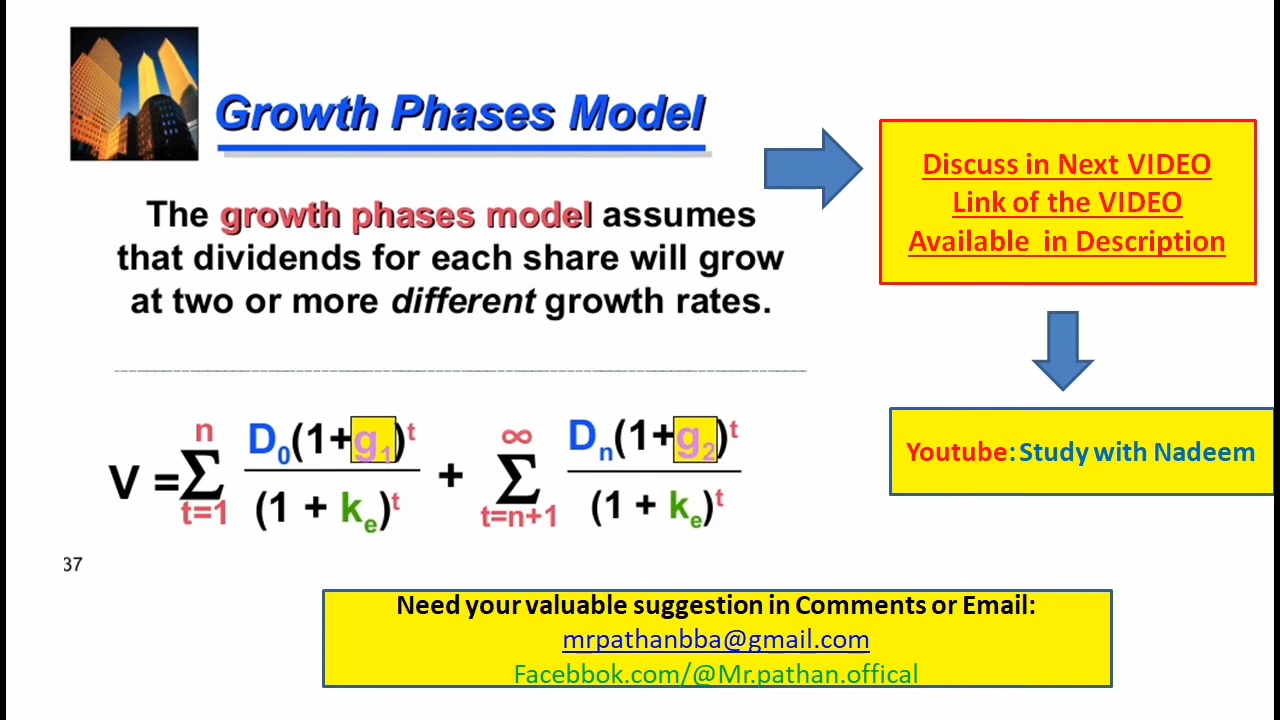 Growth Phases Model
The growth phases model assumes
that dividends for each share will grow
at two or more different growth rates.
V = Σ(t=1 to n) D₀(1+g₁)ᵗ / (1 + kₑ)ᵗ + Σ(t=n+1 to ∞) Dₙ(1+g₂)ᵗ / (1 + kₑ)ᵗ
37
Discuss in Next VIDEO
Link of the VIDEO
Available in Description
Youtube: Study with Nadeem
Need your valuable suggestion in Comments or Email:
mrpathanbba@gmail.com
Facebbok.com/@Mr.pathan.offical